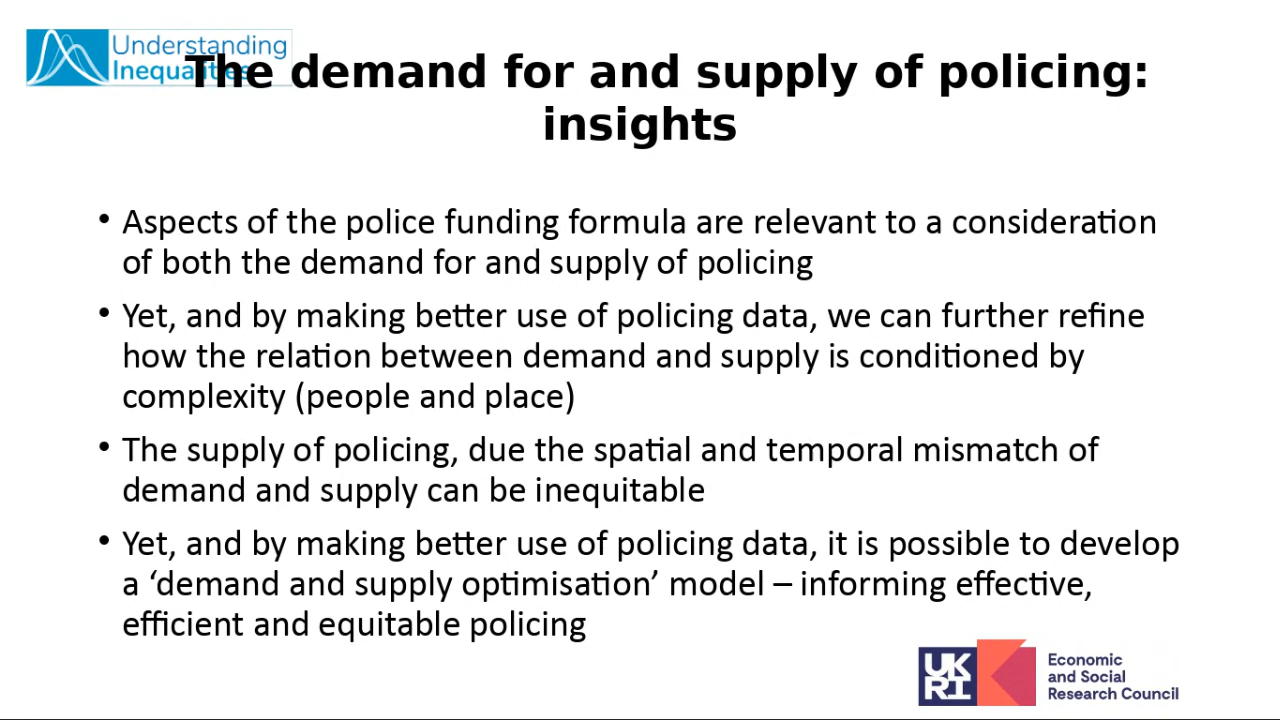 Understanding
Inequalities
The demand for and supply of policing:
insights
• Aspects of the police funding formula are relevant to a consideration
of both the demand for and supply of policing
• Yet, and by making better use of policing data, we can further refine
how the relation between demand and supply is conditioned by
complexity (people and place)
• The supply of policing, due the spatial and temporal mismatch of
demand and supply can be inequitable
• Yet, and by making better use of policing data, it is possible to develop
a ‘demand and supply optimisation’ model – informing effective,
efficient and equitable policing
UK
RI
Economic
and Social
Research Council